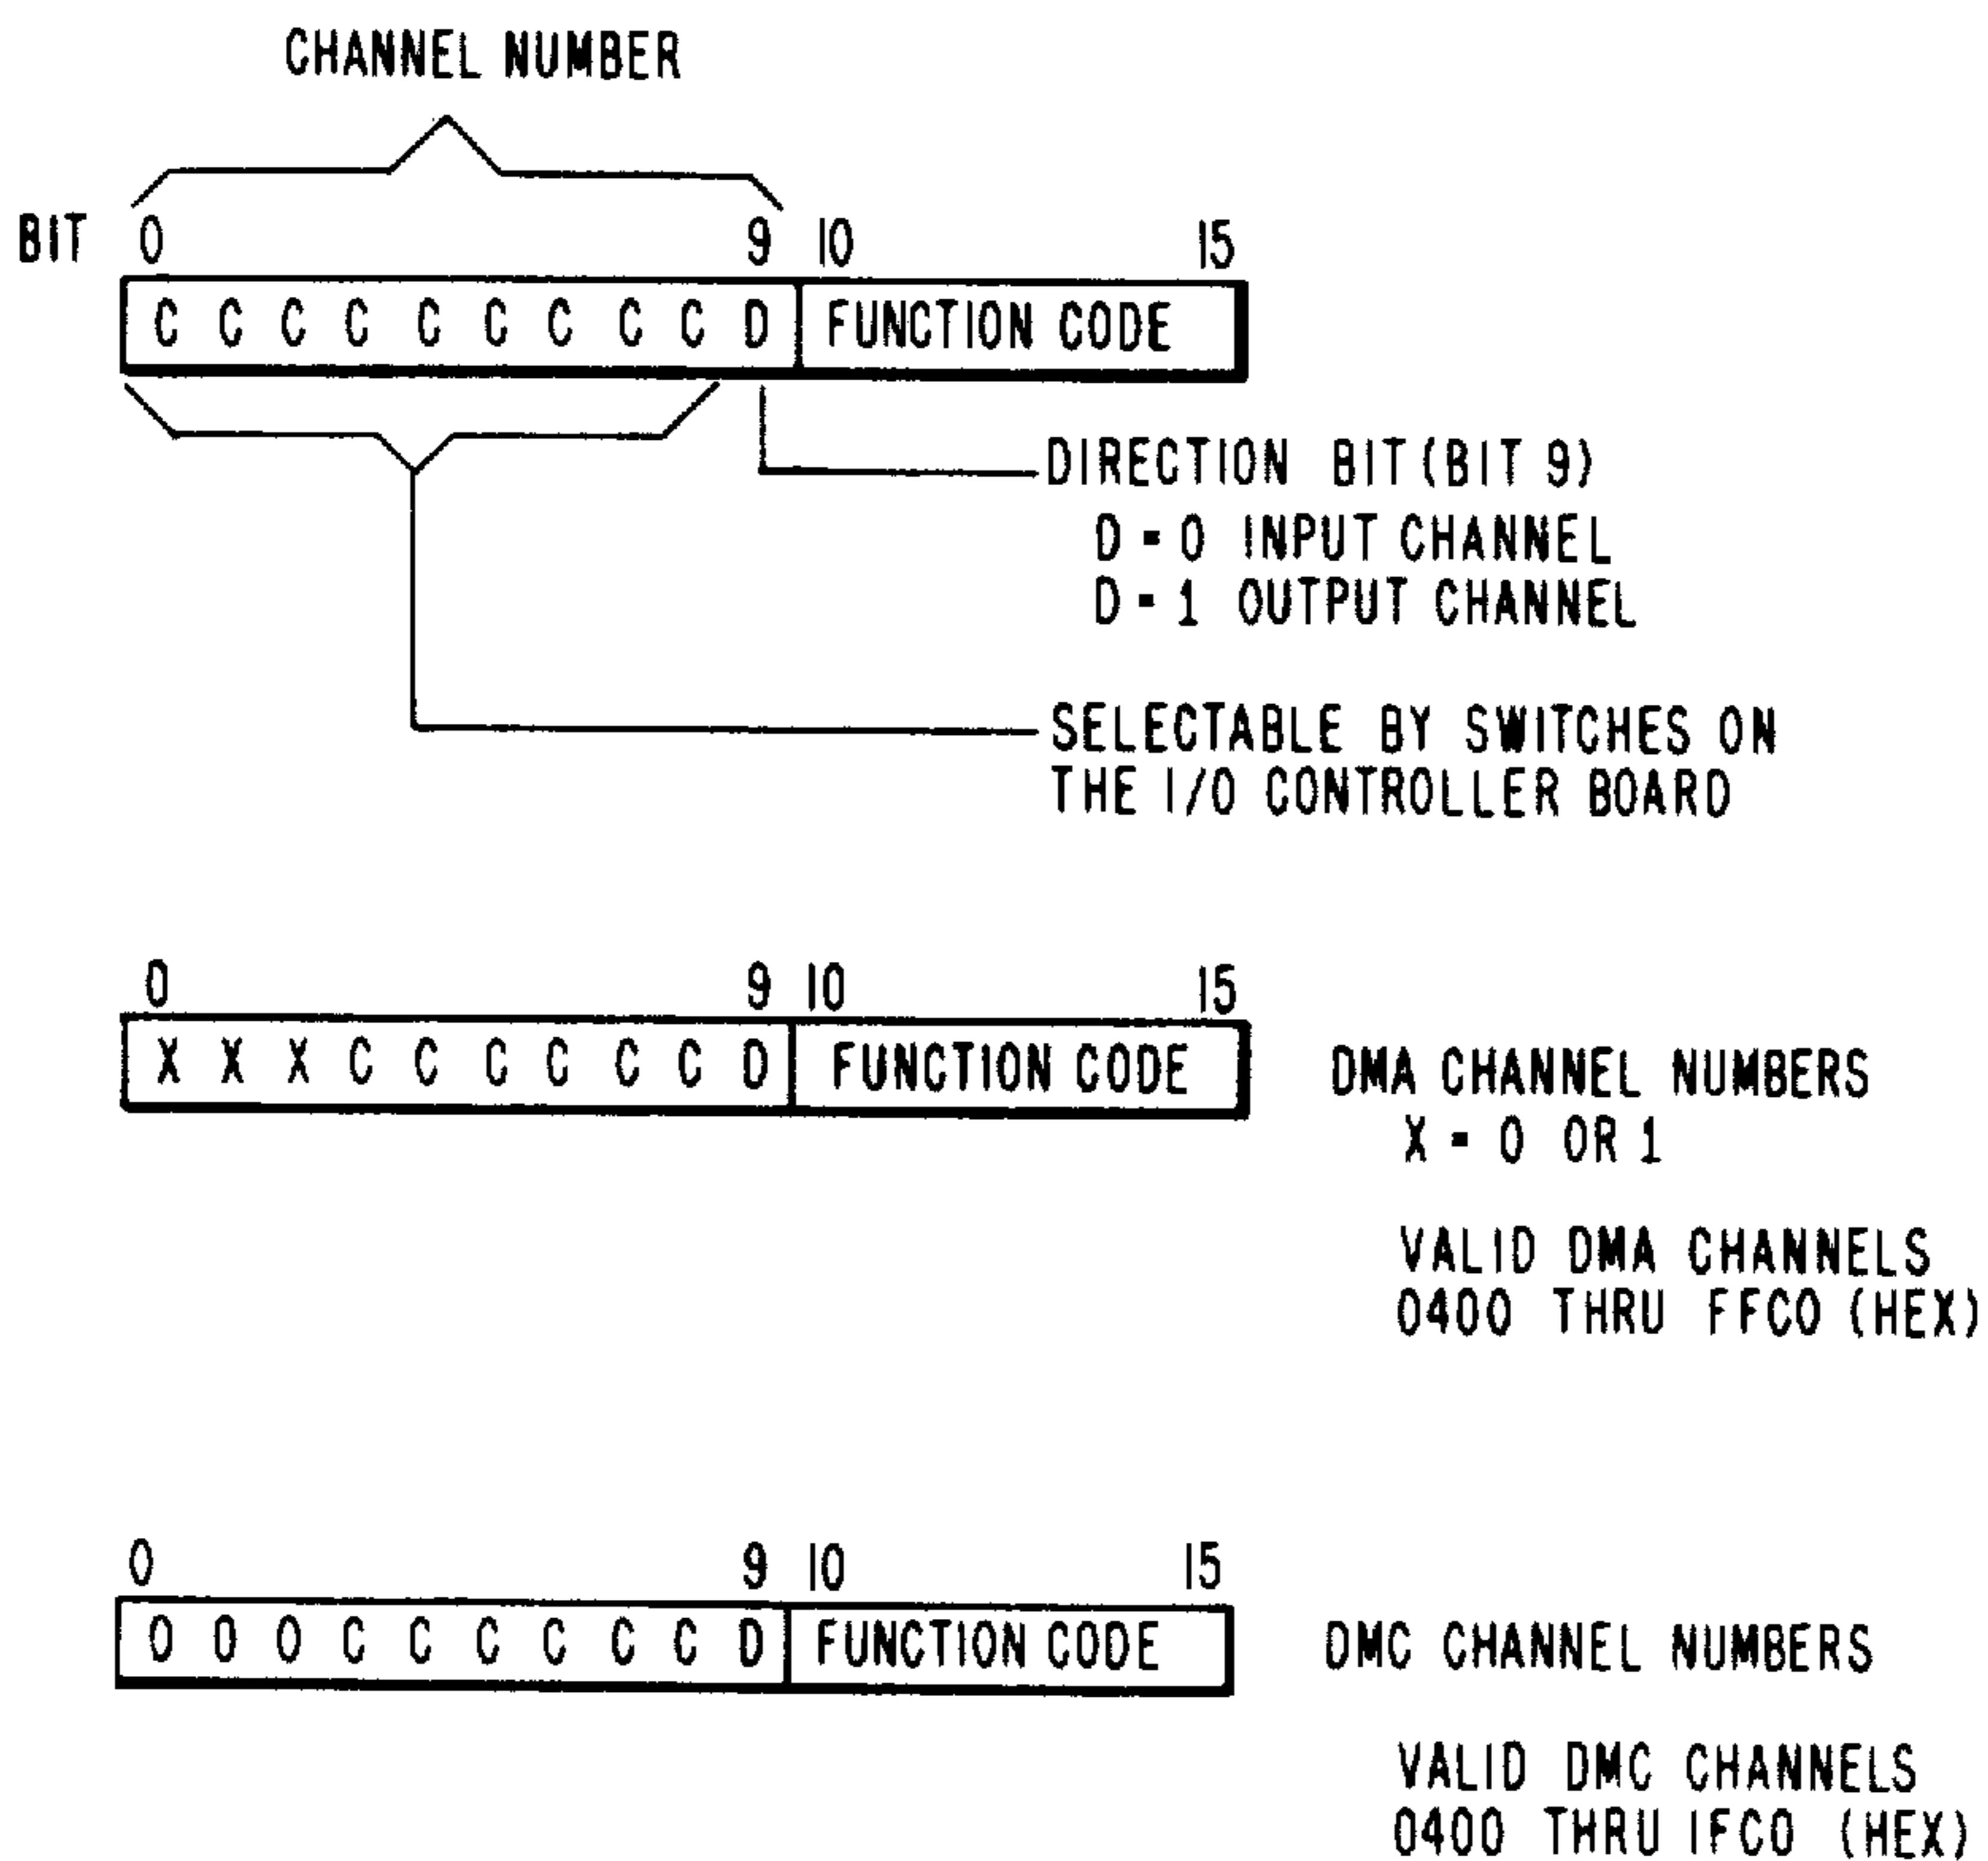 CHANNEL NUMBER
BIT 0 9 10 15
C C C C C C C C C D FUNCTION CODE
DIRECTION BIT (BIT 9)
D = 0 INPUT CHANNEL
D = 1 OUTPUT CHANNEL
SELECTABLE BY SWITCHES ON
THE I/O CONTROLLER BOARD
0 9 10 15
X X X C C C C C C D FUNCTION CODE
DMA CHANNEL NUMBERS
X = 0 OR 1
VALID DMA CHANNELS
0400 THRU FFC0 (HEX)
0 9 10 15
0 0 0 C C C C C C D FUNCTION CODE
DMC CHANNEL NUMBERS
VALID DMC CHANNELS
0400 THRU 1FC0 (HEX)